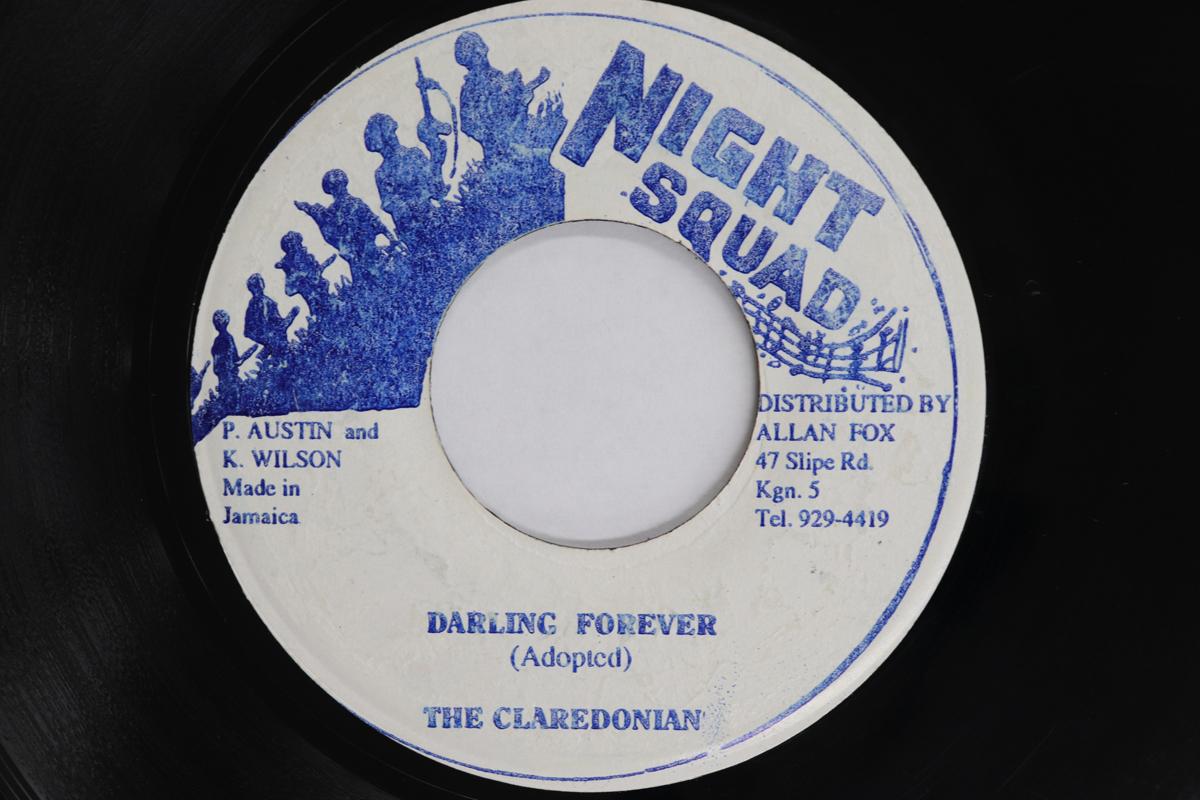 NIGHT
SQUAD
P. AUSTIN and
K. WILSON
Made in
Jamaica
DISTRIBUTED BY
ALLAN FOX
47 Slipe Rd.
Kgn. 5
Tel. 929-4419
DARLING FOREVER
(Adopted)
THE CLAREDONIAN